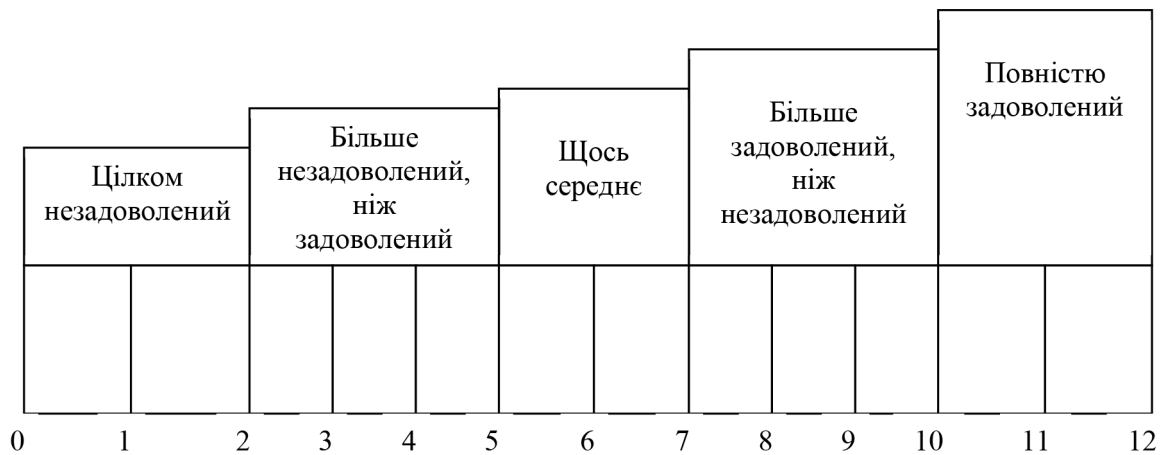 Цілком
незадоволений
Більше
незадоволений,
ніж
задоволений
Щось
середнє
Більше
задоволений,
ніж
незадоволений
Повністю
задоволений
0 1 2 3 4 5 6 7 8 9 10 11 12